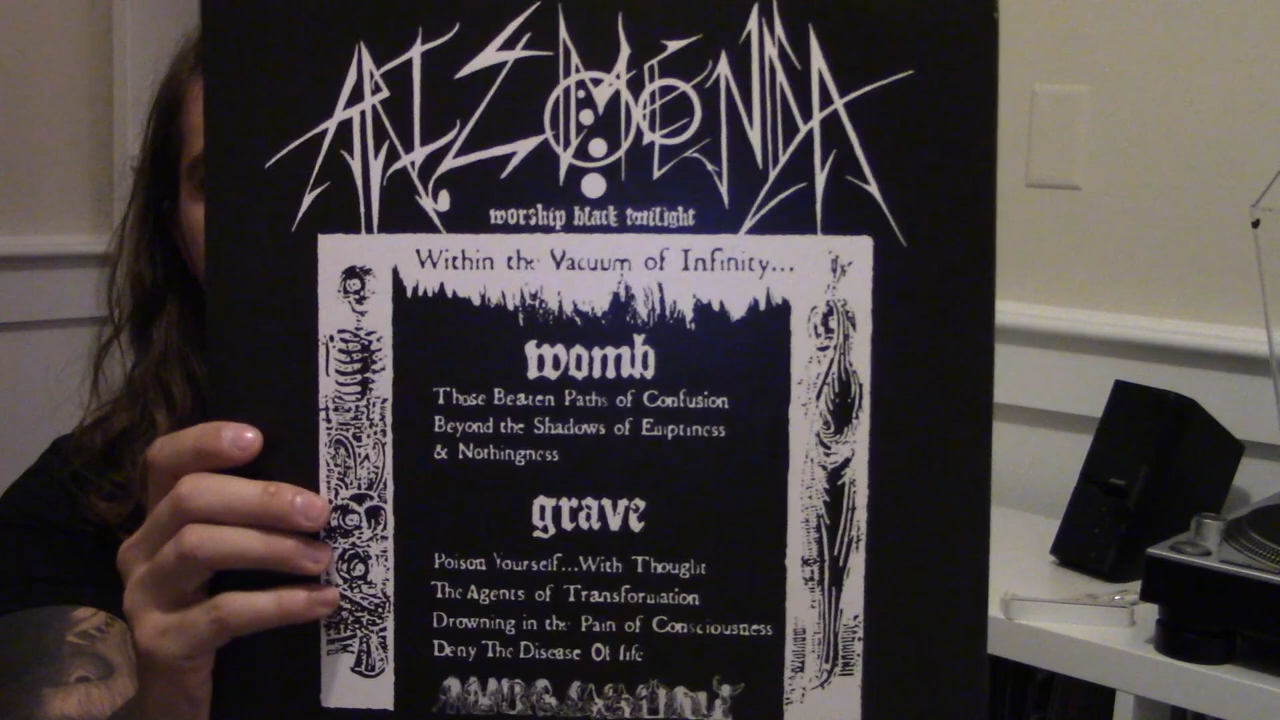 ARIZMENDA
worship black twilight
Within the Vacuum of Infinity...
womb
Those Beaten Paths of Confusion
Beyond the Shadows of Emptiness
& Nothingness
grave
Poison Yourself...With Thought
The Agents of Transformation
Drowning in the Pain of Consciousness
Deny The Disease Of life